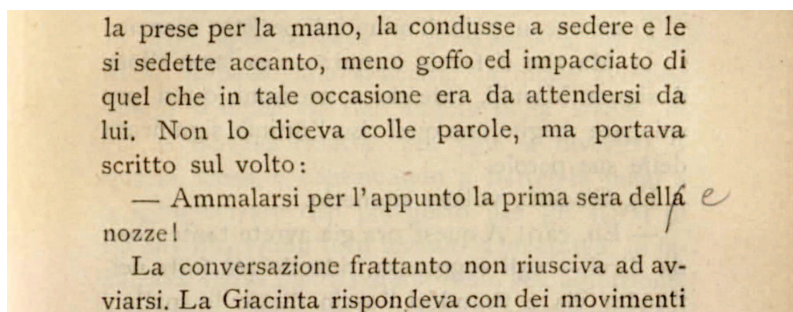 la prese per la mano, la condusse a sedere e le
si sedette accanto, meno goffo ed impacciato di
quel che in tale occasione era da attendersi da
lui. Non lo diceva colle parole, ma portava
scritto sul volto:
— Ammalarsi per l'appunto la prima sera della e
nozze!
La conversazione frattanto non riusciva ad av-
viarsi. La Giacinta rispondeva con dei movimenti